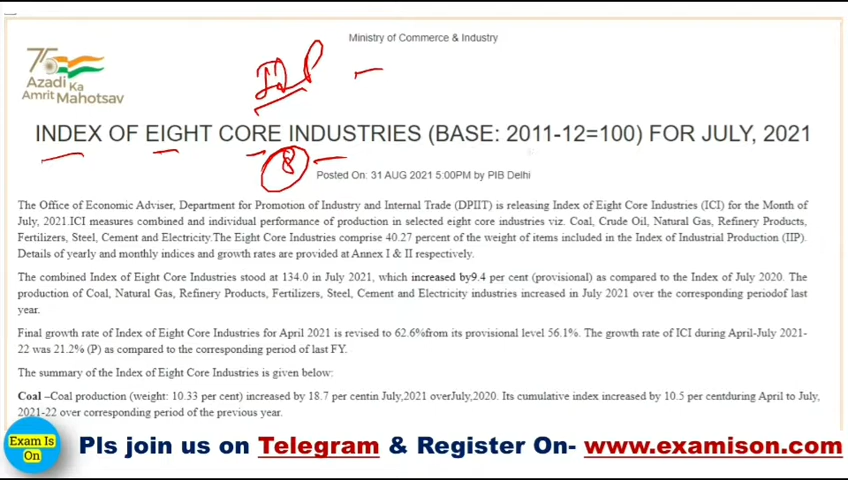 Ministry of Commerce & Industry
75
Azadi Ka
Amrit Mahotsav
IIP
INDEX OF EIGHT CORE INDUSTRIES (BASE: 2011-12=100) FOR JULY, 2021
8
Posted On: 31 AUG 2021 5:00PM by PIB Delhi
The Office of Economic Adviser, Department for Promotion of Industry and Internal Trade (DPIIT) is releasing Index of Eight Core Industries (ICI) for the Month of
July, 2021.ICI measures combined and individual performance of production in selected eight core industries viz. Coal, Crude Oil, Natural Gas, Refinery Products,
Fertilizers, Steel, Cement and Electricity.The Eight Core Industries comprise 40.27 percent of the weight of items included in the Index of Industrial Production (IIP).
Details of yearly and monthly indices and growth rates are provided at Annex I & II respectively.
The combined Index of Eight Core Industries stood at 134.0 in July 2021, which increased by9.4 per cent (provisional) as compared to the Index of July 2020. The
production of Coal, Natural Gas, Refinery Products, Fertilizers, Steel, Cement and Electricity industries increased in July 2021 over the corresponding periodof last
year.
Final growth rate of Index of Eight Core Industries for April 2021 is revised to 62.6%from its provisional level 56.1%. The growth rate of ICI during April-July 2021-
22 was 21.2% (P) as compared to the corresponding period of last FY.
The summary of the Index of Eight Core Industries is given below:
Coal –Coal production (weight: 10.33 per cent) increased by 18.7 per centin July,2021 overJuly,2020. Its cumulative index increased by 10.5 per centduring April to July,
2021-22 over corresponding period of the previous year.
Exam Is
On
Pls join us on Telegram & Register On- www.examison.com